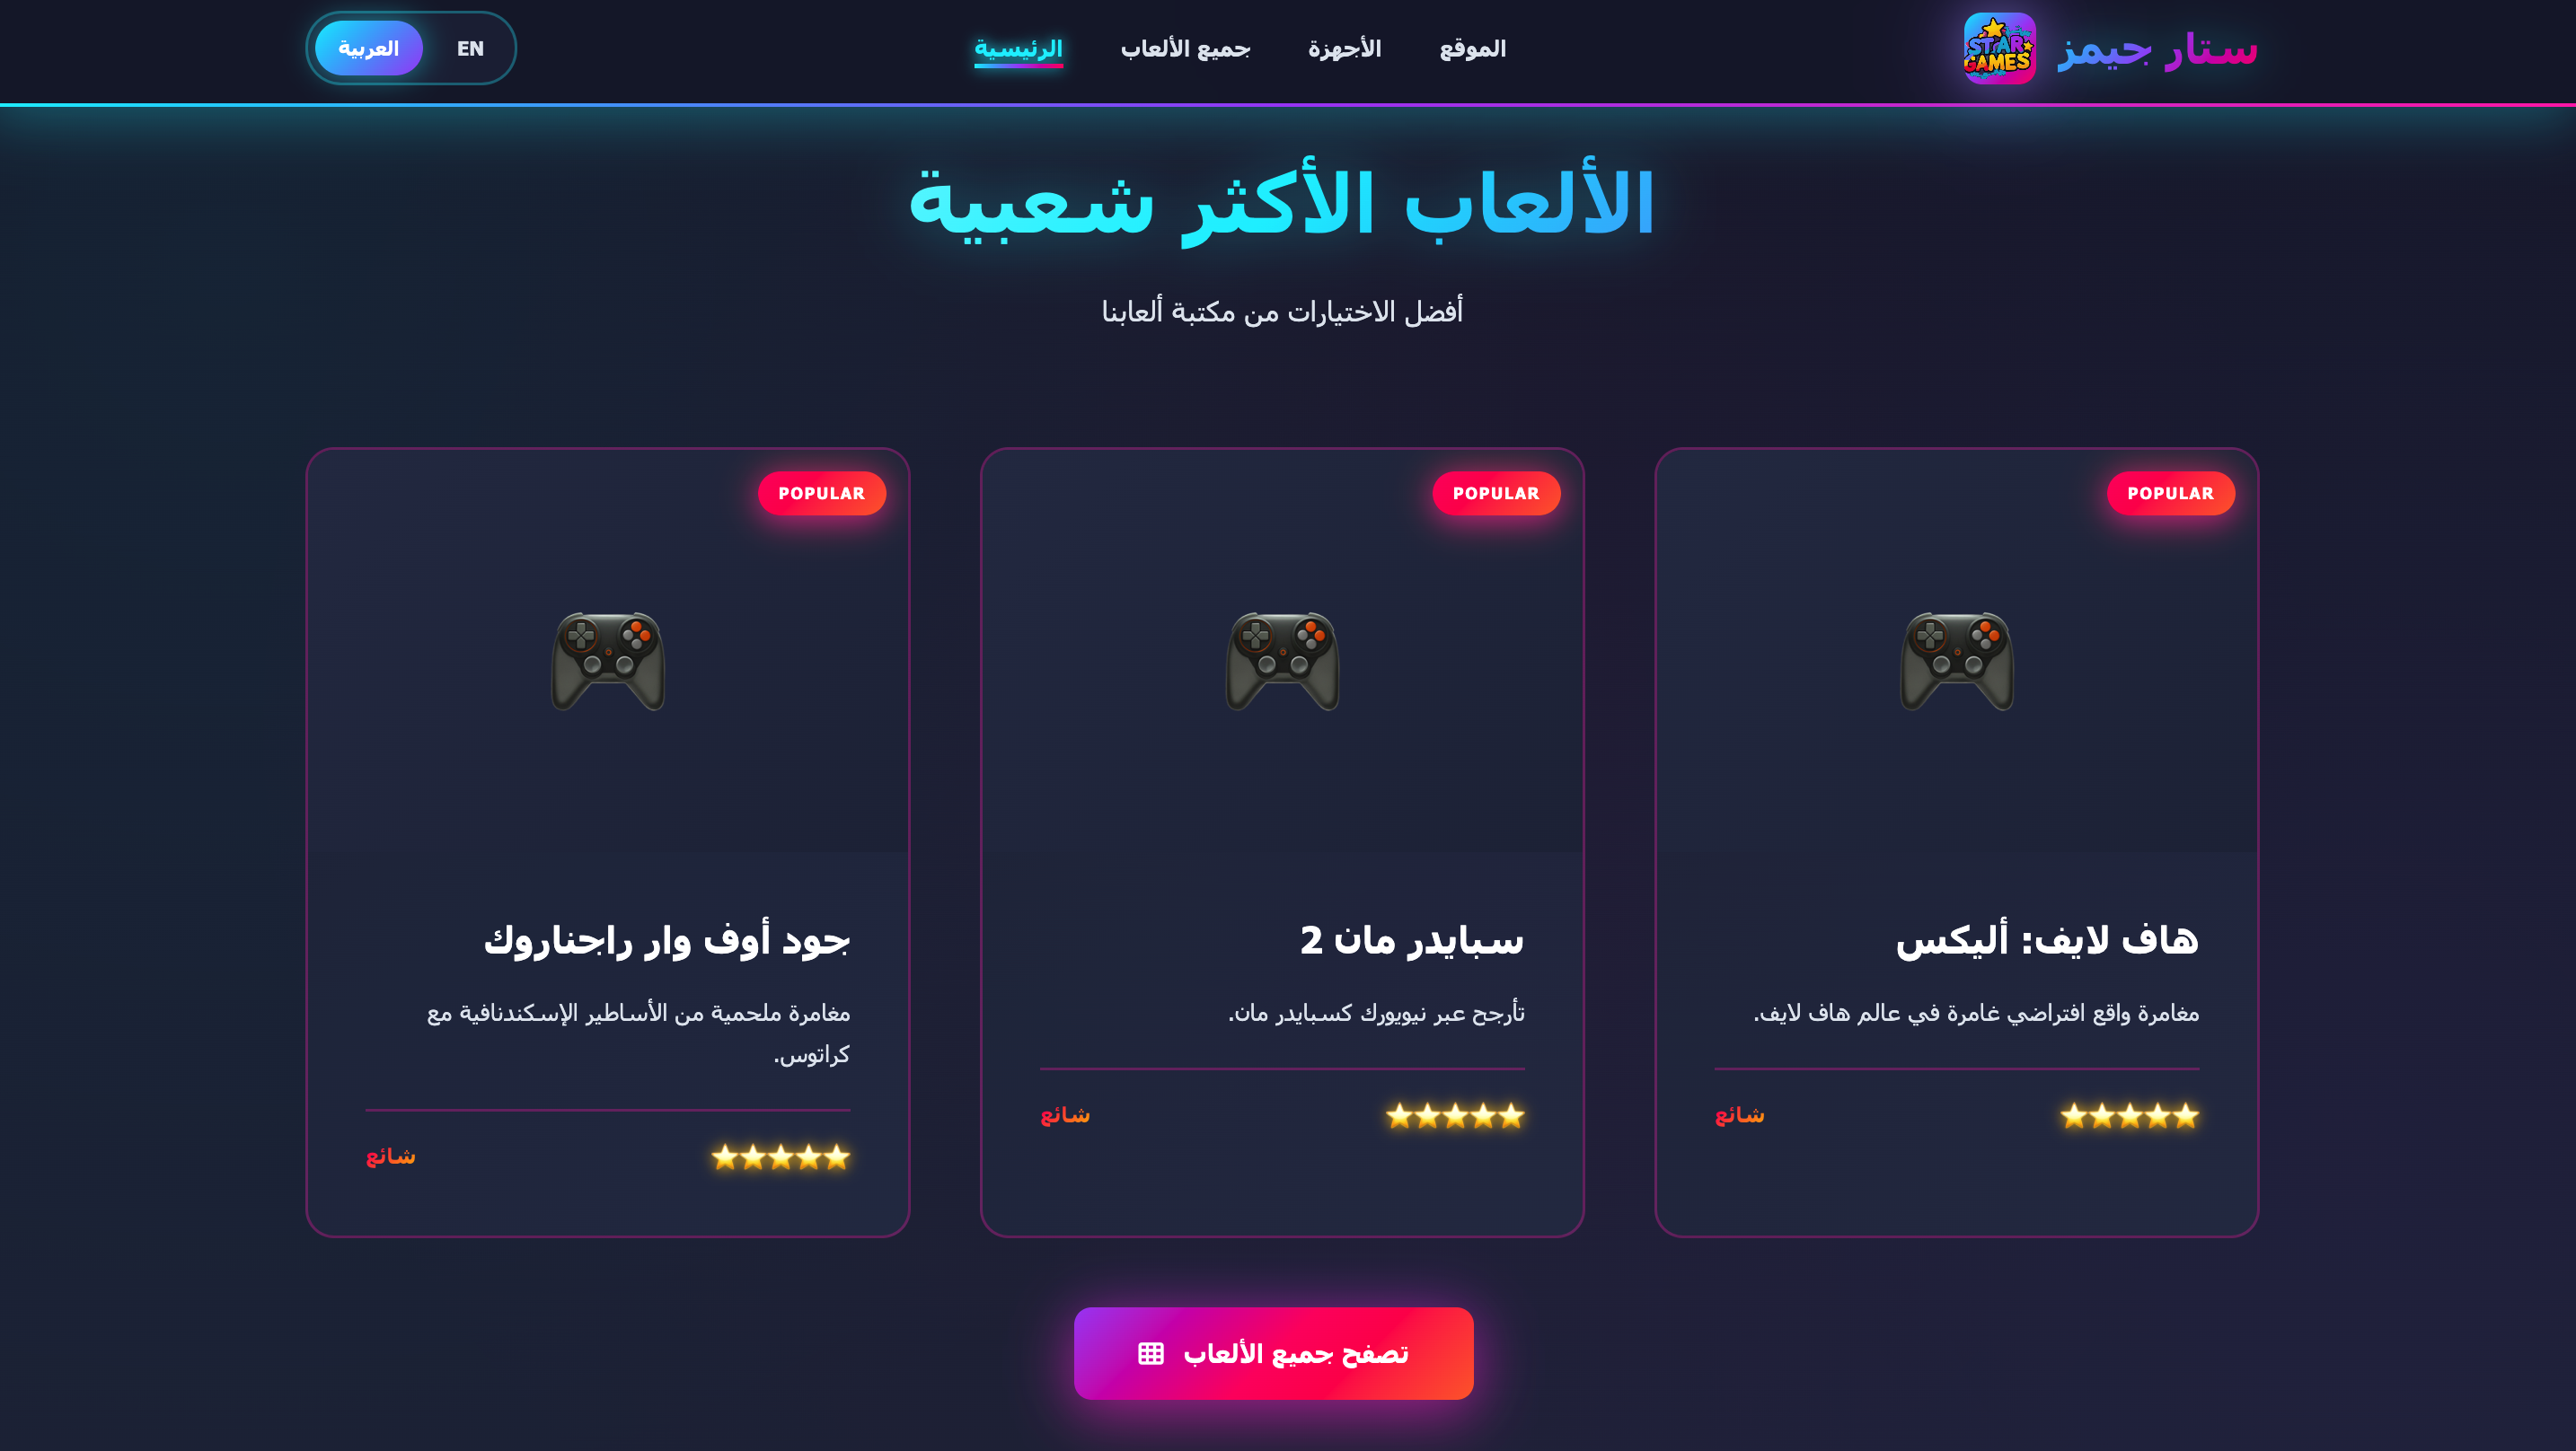 ستار جيمز
STAR
GAMES
الموقع
الأجهزة
جميع الألعاب
الرئيسية
EN
العربية
الألعاب الأكثر شعبية
أفضل الاختيارات من مكتبة ألعابنا
POPULAR
هاف لايف: أليكس
مغامرة واقع افتراضي غامرة في عالم هاف لايف.
شائع
POPULAR
سبايدر مان 2
تأرجح عبر نيويورك كسبايدر مان.
شائع
POPULAR
جود أوف وار راجناروك
مغامرة ملحمية من الأساطير الإسكندنافية مع
كراتوس.
شائع
تصفح جميع الألعاب